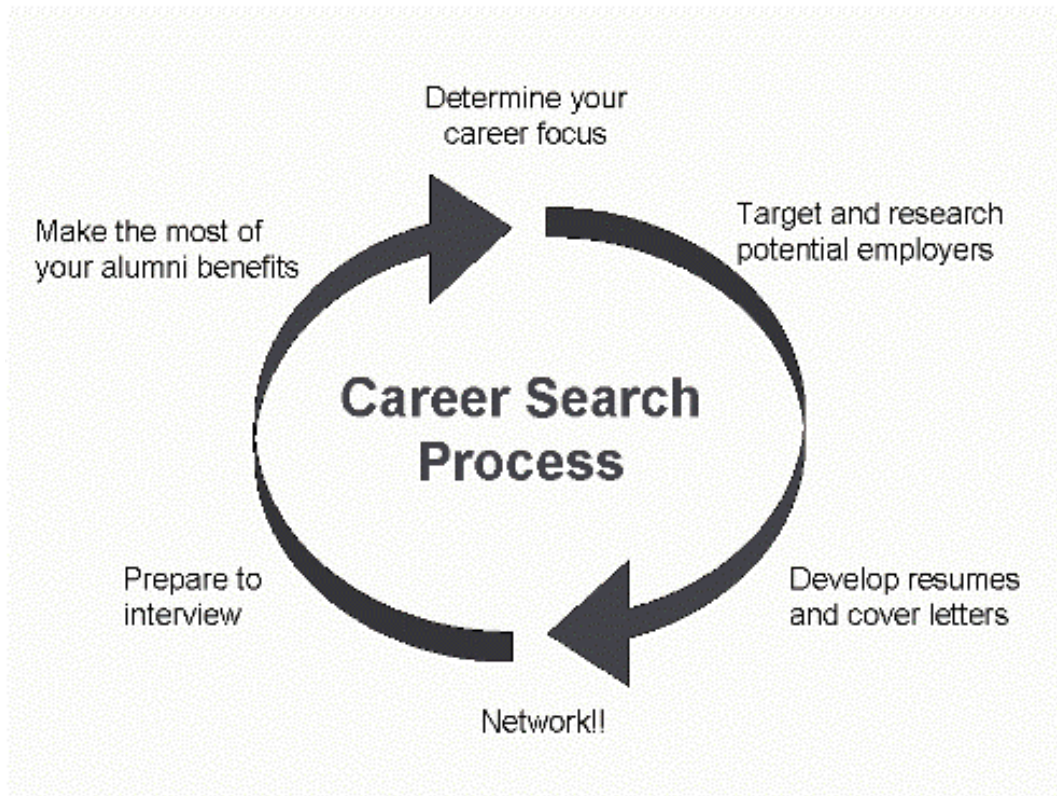 Determine your
career focus
Target and research
potential employers
Develop resumes
and cover letters
Network!!
Prepare to
interview
Make the most of
your alumni benefits
Career Search
Process